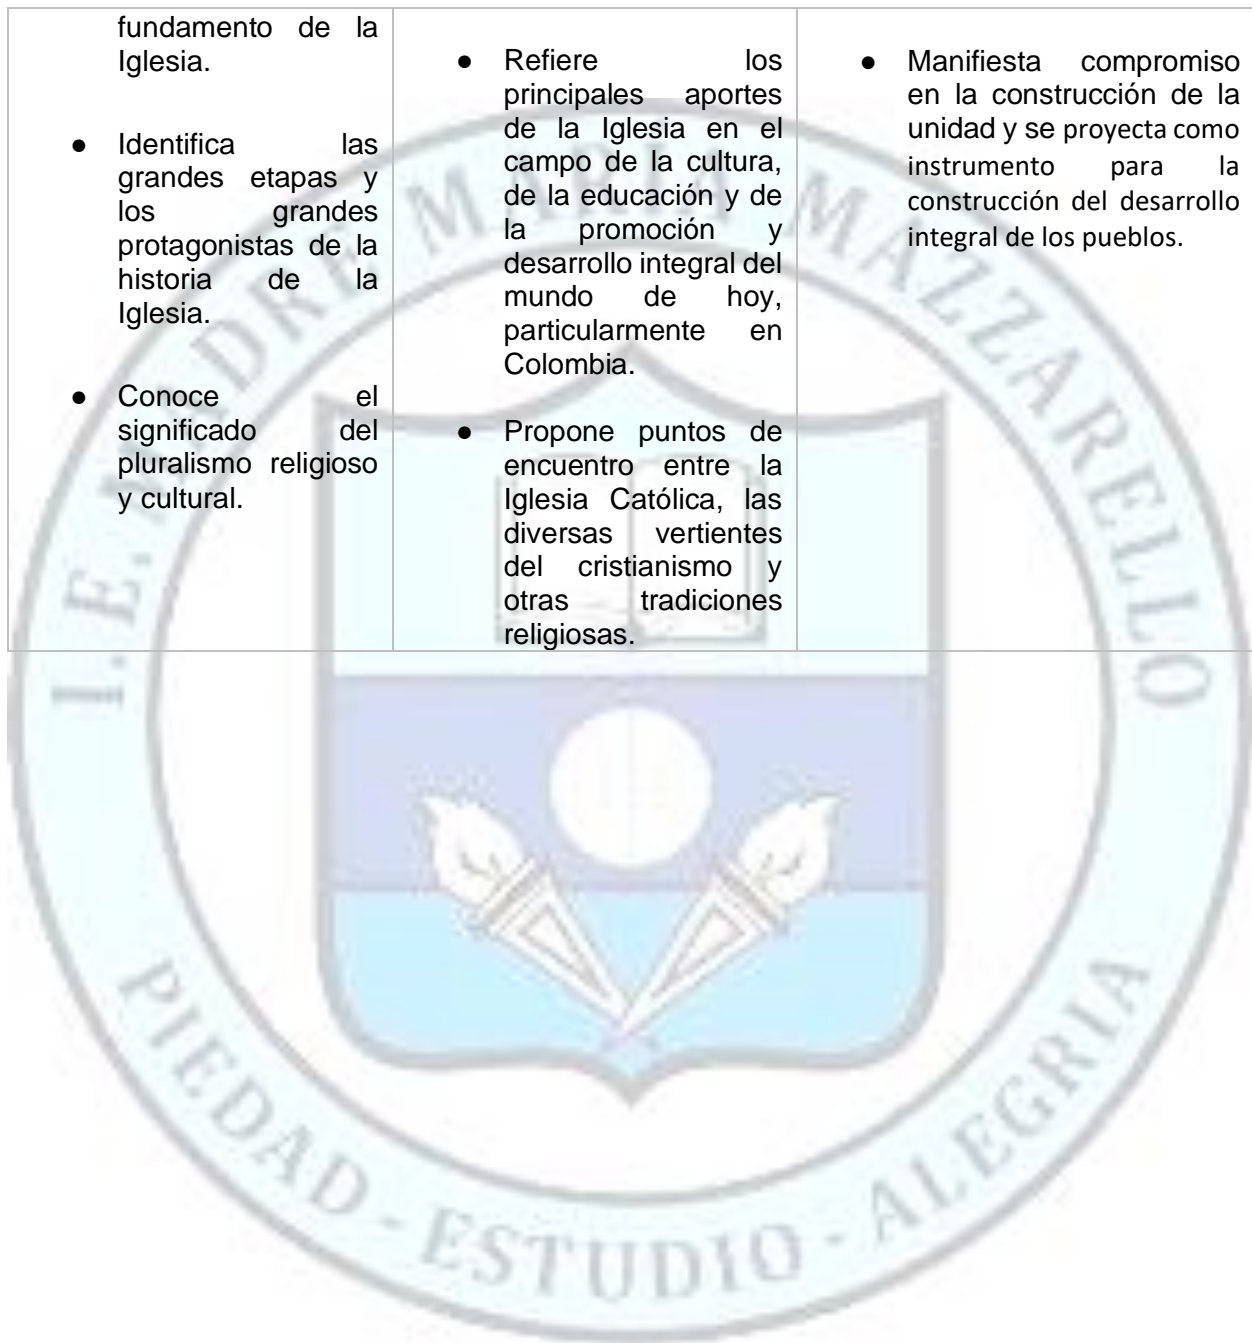 fundamento de la
Iglesia.
● Identifica las
grandes etapas y
los grandes
protagonistas de la
historia de la
Iglesia.
● Conoce el
significado del
pluralismo religioso
y cultural.
● Refiere los
principales aportes
de la Iglesia en el
campo de la cultura,
de la educación y de
la promoción y
desarrollo integral del
mundo de hoy,
particularmente en
Colombia.
● Propone puntos de
encuentro entre la
Iglesia Católica, las
diversas vertientes
del cristianismo y
otras tradiciones
religiosas.
● Manifiesta compromiso
en la construcción de la
unidad y se proyecta como
instrumento para la
construcción del desarrollo
integral de los pueblos.
I. E. MADRE MARIA MAZZARELLO
PIEDAD - ESTUDIO - ALEGRIA